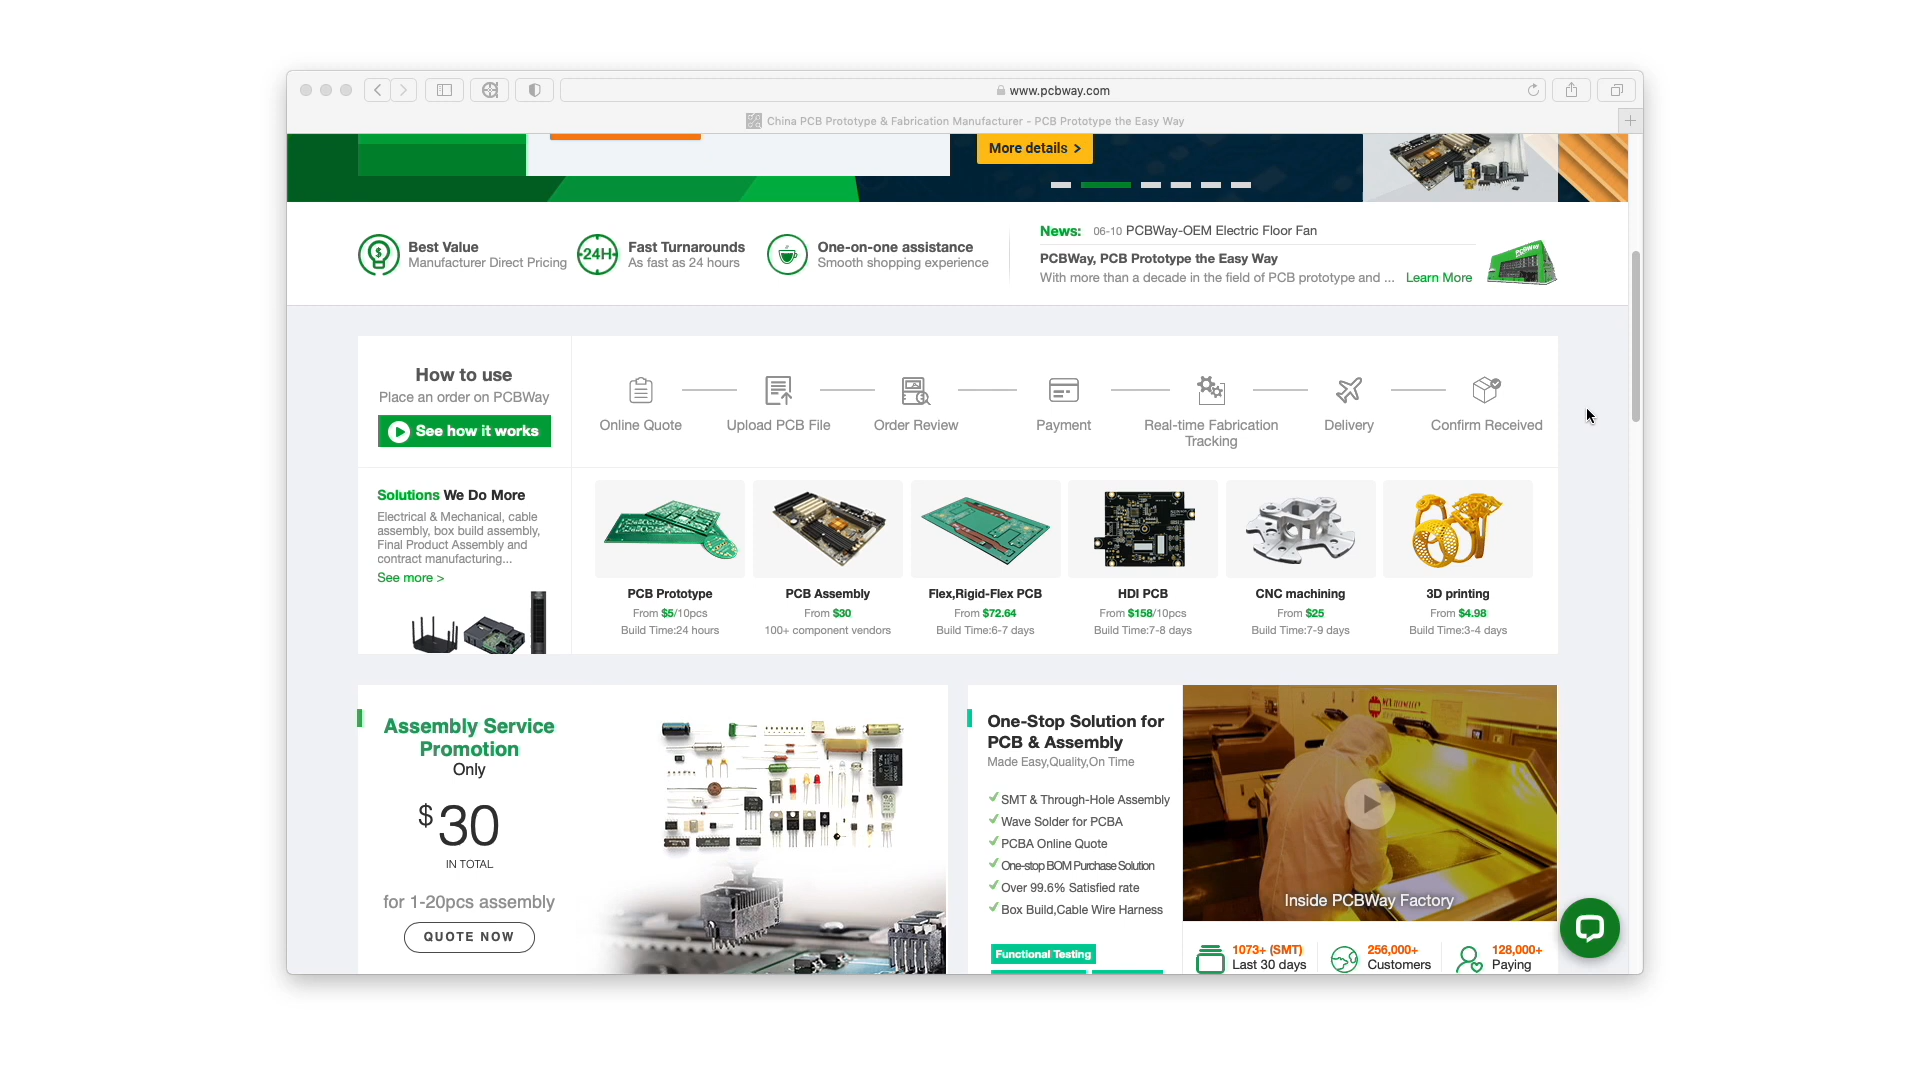 www.pcbway.com
China PCB Prototype & Fabrication Manufacturer - PCB Prototype the Easy Way
More details >
Best Value
Manufacturer Direct Pricing
24H
Fast Turnarounds
As fast as 24 hours
One-on-one assistance
Smooth shopping experience
News: 06-10 PCBWay-OEM Electric Floor Fan
PCBWay, PCB Prototype the Easy Way
With more than a decade in the field of PCB prototype and ... Learn More
PCBWay
How to use
Place an order on PCBWay
See how it works
Online Quote
Upload PCB File
Order Review
Payment
Real-time Fabrication
Tracking
Delivery
Confirm Received
Solutions We Do More
Electrical & Mechanical, cable
assembly, box build assembly,
Final Product Assembly and
contract manufacturing...
See more >
PCB Prototype
From $5/10pcs
Build Time:24 hours
PCB Assembly
From $30
100+ component vendors
Flex,Rigid-Flex PCB
From $72.64
Build Time:6-7 days
HDI PCB
From $158/10pcs
Build Time:7-8 days
CNC machining
From $25
Build Time:7-9 days
3D printing
From $4.98
Build Time:3-4 days
Assembly Service
Promotion
Only
$30
IN TOTAL
for 1-20pcs assembly
QUOTE NOW
One-Stop Solution for
PCB & Assembly
Made Easy,Quality,On Time
SMT & Through-Hole Assembly
Wave Solder for PCBA
PCBA Online Quote
One-stop BOM Purchase Solution
Over 99.6% Satisfied rate
Box Build,Cable Wire Harness
Functional Testing
Inside PCBWay Factory
1073+ (SMT)
Last 30 days
256,000+
Customers
128,000+
Paying